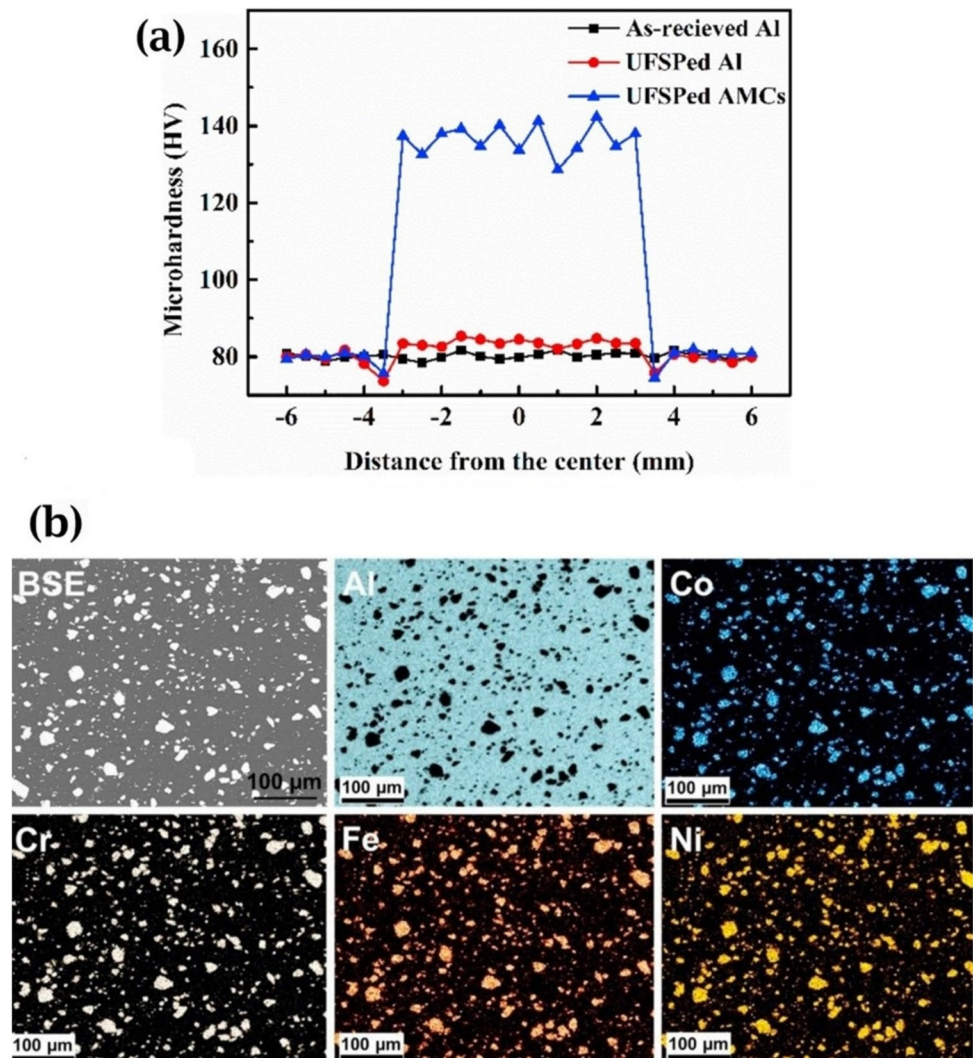 (a)
As-recieved Al
UFSPed Al
UFSPed AMCs
Microhardness (HV)
160
140
120
100
80
-6 -4 -2 0 2 4 6
Distance from the center (mm)
(b)
BSE Al Co
100 µm 100 µm 100 µm
Cr Fe Ni
100 µm 100 µm 100 µm